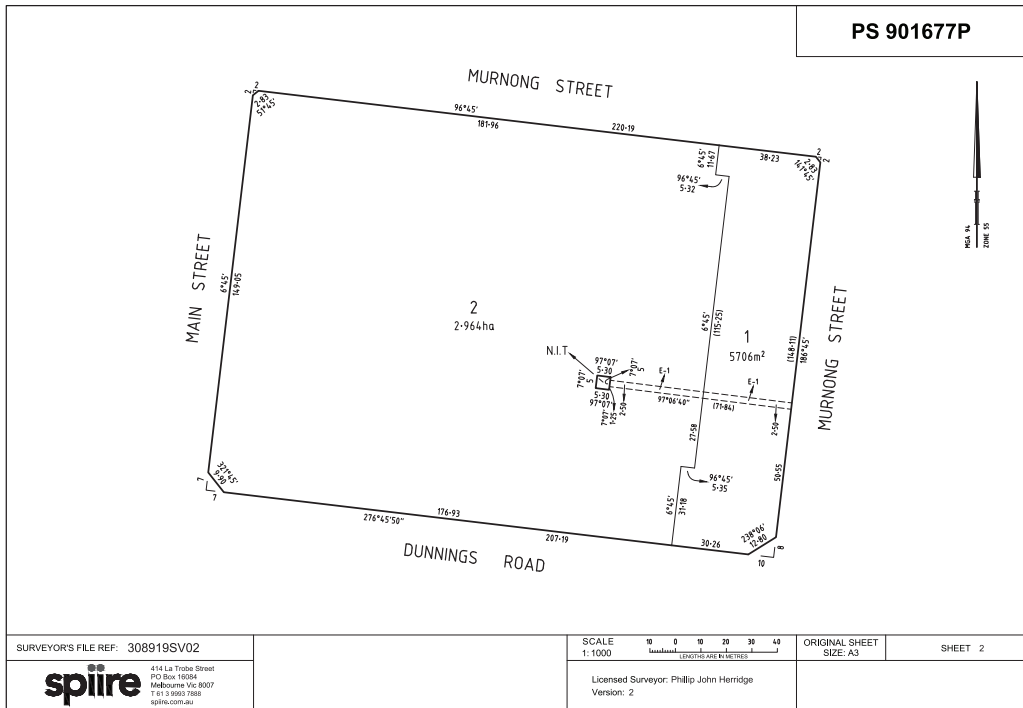 PS 901677P
MURNONG STREET
2
2
2·83
51°45'
96°45'
181·96
220·19
38·23
2
2
2·83
141°45'
6°45'
11·67
96°45'
5·32
MGA 94
ZONE 55
MAIN STREET
6°45'
149·05
2
2·964ha
6°45'
(115·25)
1
5706m²
(148·11)
186°45'
MURNONG STREET
N.I.T
97°07'
5·30
7°07'
5
7°07'
5
C
5·30
97°07'
7°07'
1·25
2·50
E-1
E-1
97°06'40"
(71·84)
2·50
27·58
50·55
321°45'
9·90
7
7
96°45'
5·35
6°45'
31·18
276°45'50"
176·93
207·19
30·26
238°06'
12·80
8
10
DUNNINGS ROAD
SURVEYOR'S FILE REF: 308919SV02
spiire
414 La Trobe Street
PO Box 16084
Melbourne Vic 8007
T 61 3 9993 7888
spiire.com.au
SCALE
1:1000
10 0 10 20 30 40
LENGTHS ARE IN METRES
ORIGINAL SHEET
SIZE: A3
SHEET 2
Licensed Surveyor: Phillip John Herridge
Version: 2